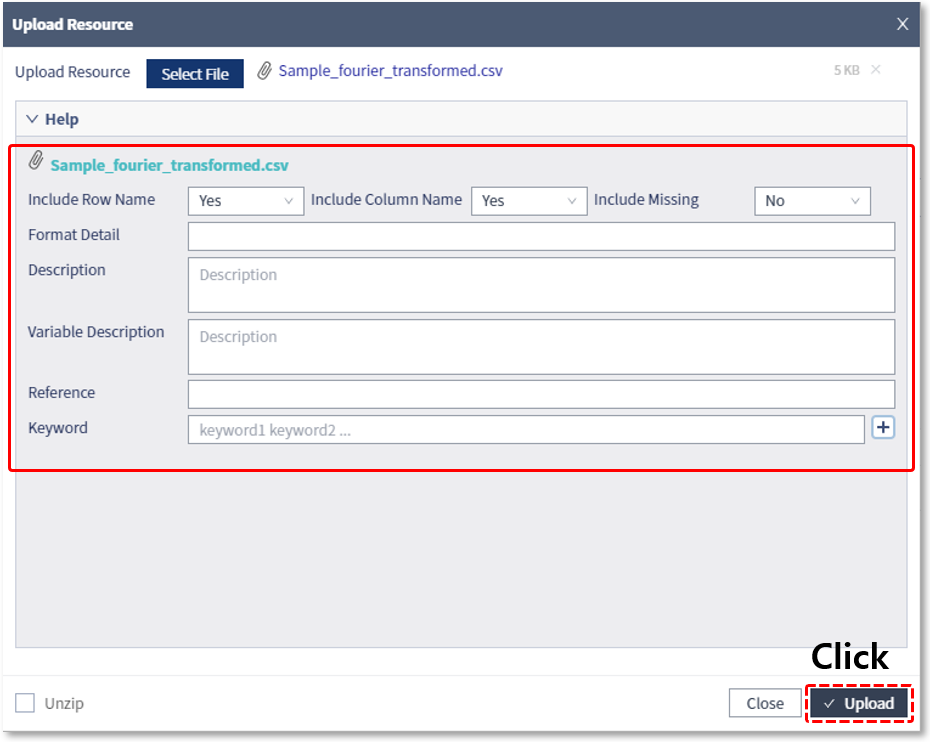 Upload Resource X
Upload Resource Select File Sample_fourier_transformed.csv 5 KB ×
Help
Sample_fourier_transformed.csv
Include Row Name Yes Include Column Name Yes Include Missing No
Format Detail
Description Description
Variable Description Description
Reference
Keyword keyword1 keyword2 ... +
Click
Unzip Close Upload